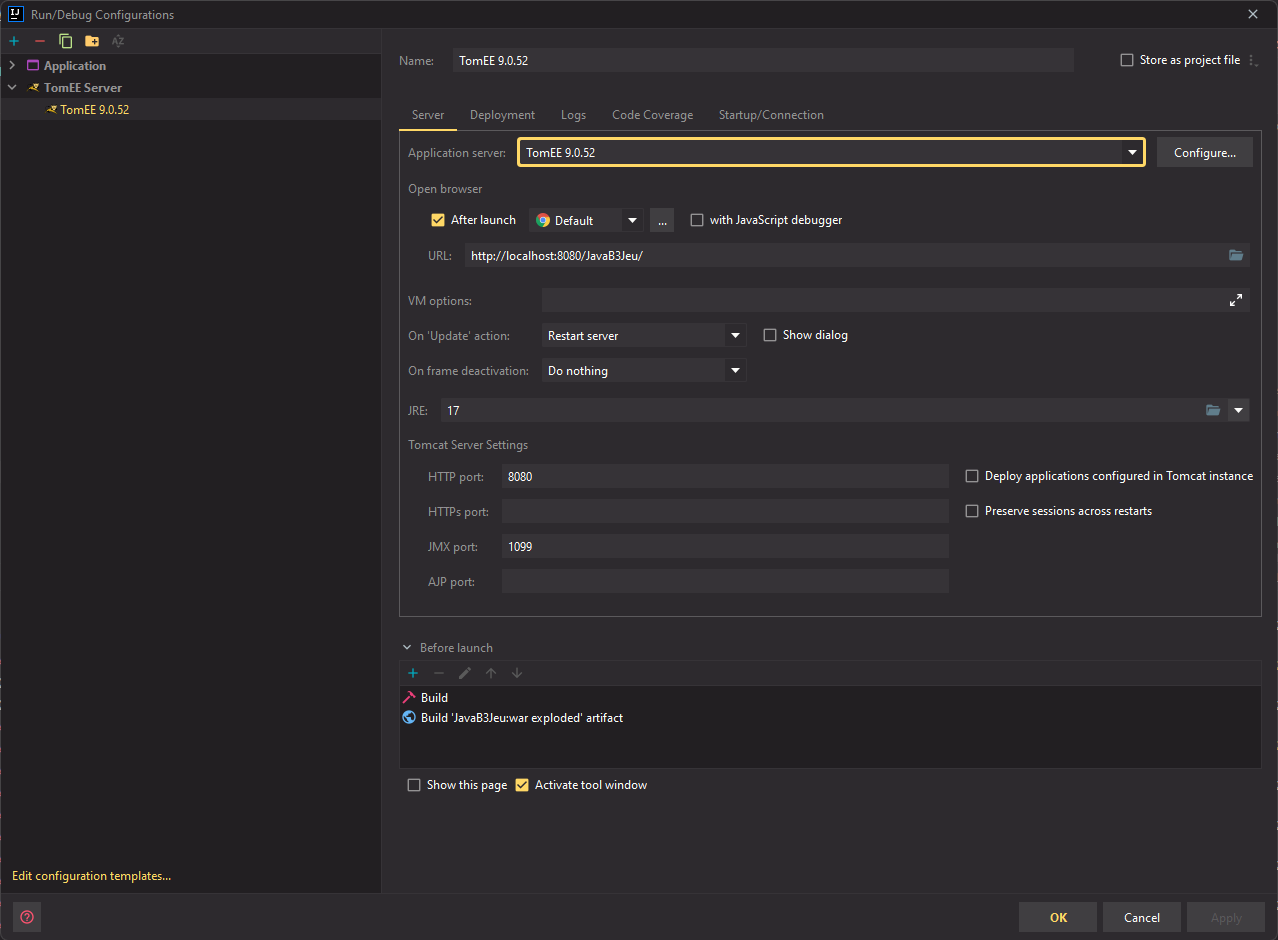 Run/Debug Configurations
Application
TomEE Server
TomEE 9.0.52
Edit configuration templates...
Name: TomEE 9.0.52
Store as project file
Server Deployment Logs Code Coverage Startup/Connection
Application server: TomEE 9.0.52 Configure...
Open browser
After launch Default ... with JavaScript debugger
URL: http://localhost:8080/JavaB3Jeu/
VM options:
On 'Update' action: Restart server Show dialog
On frame deactivation: Do nothing
JRE: 17
Tomcat Server Settings
HTTP port: 8080 Deploy applications configured in Tomcat instance
HTTPs port: Preserve sessions across restarts
JMX port: 1099
AJP port:
Before launch
Build
Build 'JavaB3Jeu:war exploded' artifact
Show this page Activate tool window
OK Cancel Apply